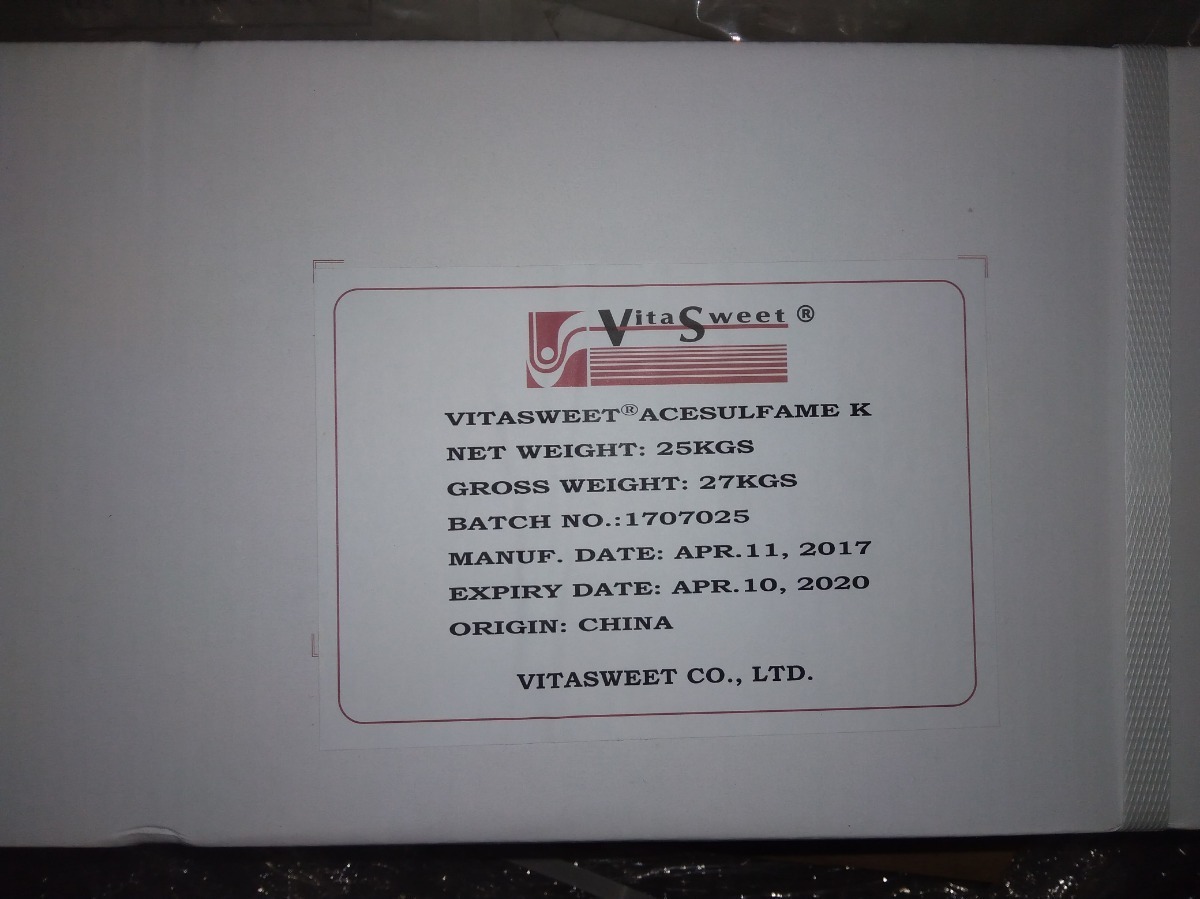 VitaSweet ®
VITASWEET®ACESULFAME K
NET WEIGHT: 25KGS
GROSS WEIGHT: 27KGS
BATCH NO.:1707025
MANUF. DATE: APR.11, 2017
EXPIRY DATE: APR.10, 2020
ORIGIN: CHINA
VITASWEET CO., LTD.